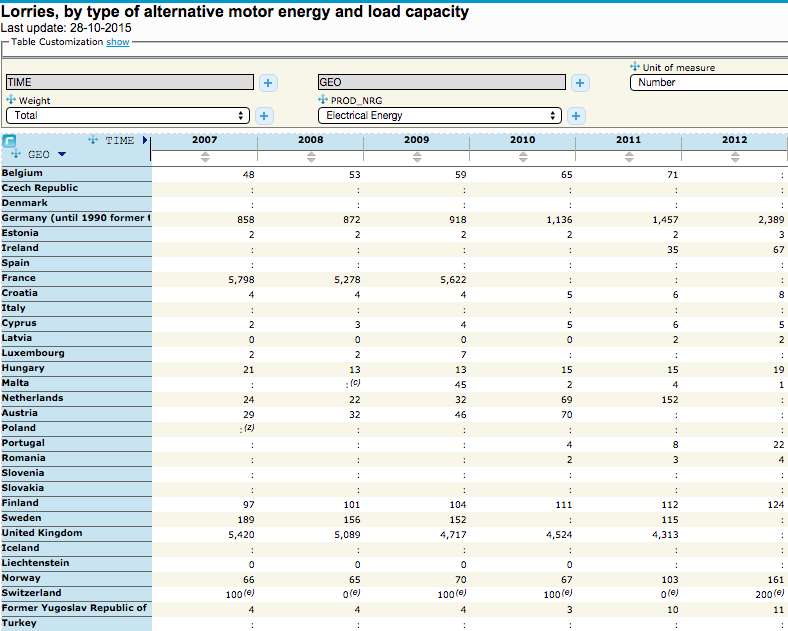 Lorries, by type of alternative motor energy and load capacity
Last update: 28-10-2015
Table Customization show
Unit of measure
TIME + GEO + Number
Weight PROD_NRG
Total + Electrical Energy +
TIME 2007 2008 2009 2010 2011 2012
GEO
Belgium 48 53 59 65 71 :
Czech Republic : : : : : :
Denmark : : : : : :
Germany (until 1990 former t 858 872 918 1,136 1,457 2,389
Estonia 2 2 2 2 2 3
Ireland : : : : 35 67
Spain : : : : : :
France 5,798 5,278 5,622 : : :
Croatia 4 4 4 5 6 8
Italy : : : : : :
Cyprus 2 3 4 5 6 5
Latvia 0 0 0 0 2 2
Luxembourg 2 2 7 : : :
Hungary 21 13 13 15 15 19
Malta : :(c) 45 2 4 1
Netherlands 24 22 32 69 152 :
Austria 29 32 46 70 : :
Poland :(z) : : : : :
Portugal : : : 4 8 22
Romania : : : 2 3 4
Slovenia : : : : : :
Slovakia : : : : : :
Finland 97 101 104 111 112 124
Sweden 189 156 152 : 115 :
United Kingdom 5,420 5,089 4,717 4,524 4,313 :
Iceland : : : : : :
Liechtenstein 0 0 0 0 : :
Norway 66 65 70 67 103 161
Switzerland 100(e) 0(e) 100(e) 100(e) 0(e) 200(e)
Former Yugoslav Republic of 4 4 4 3 10 11
Turkey : : : : : :